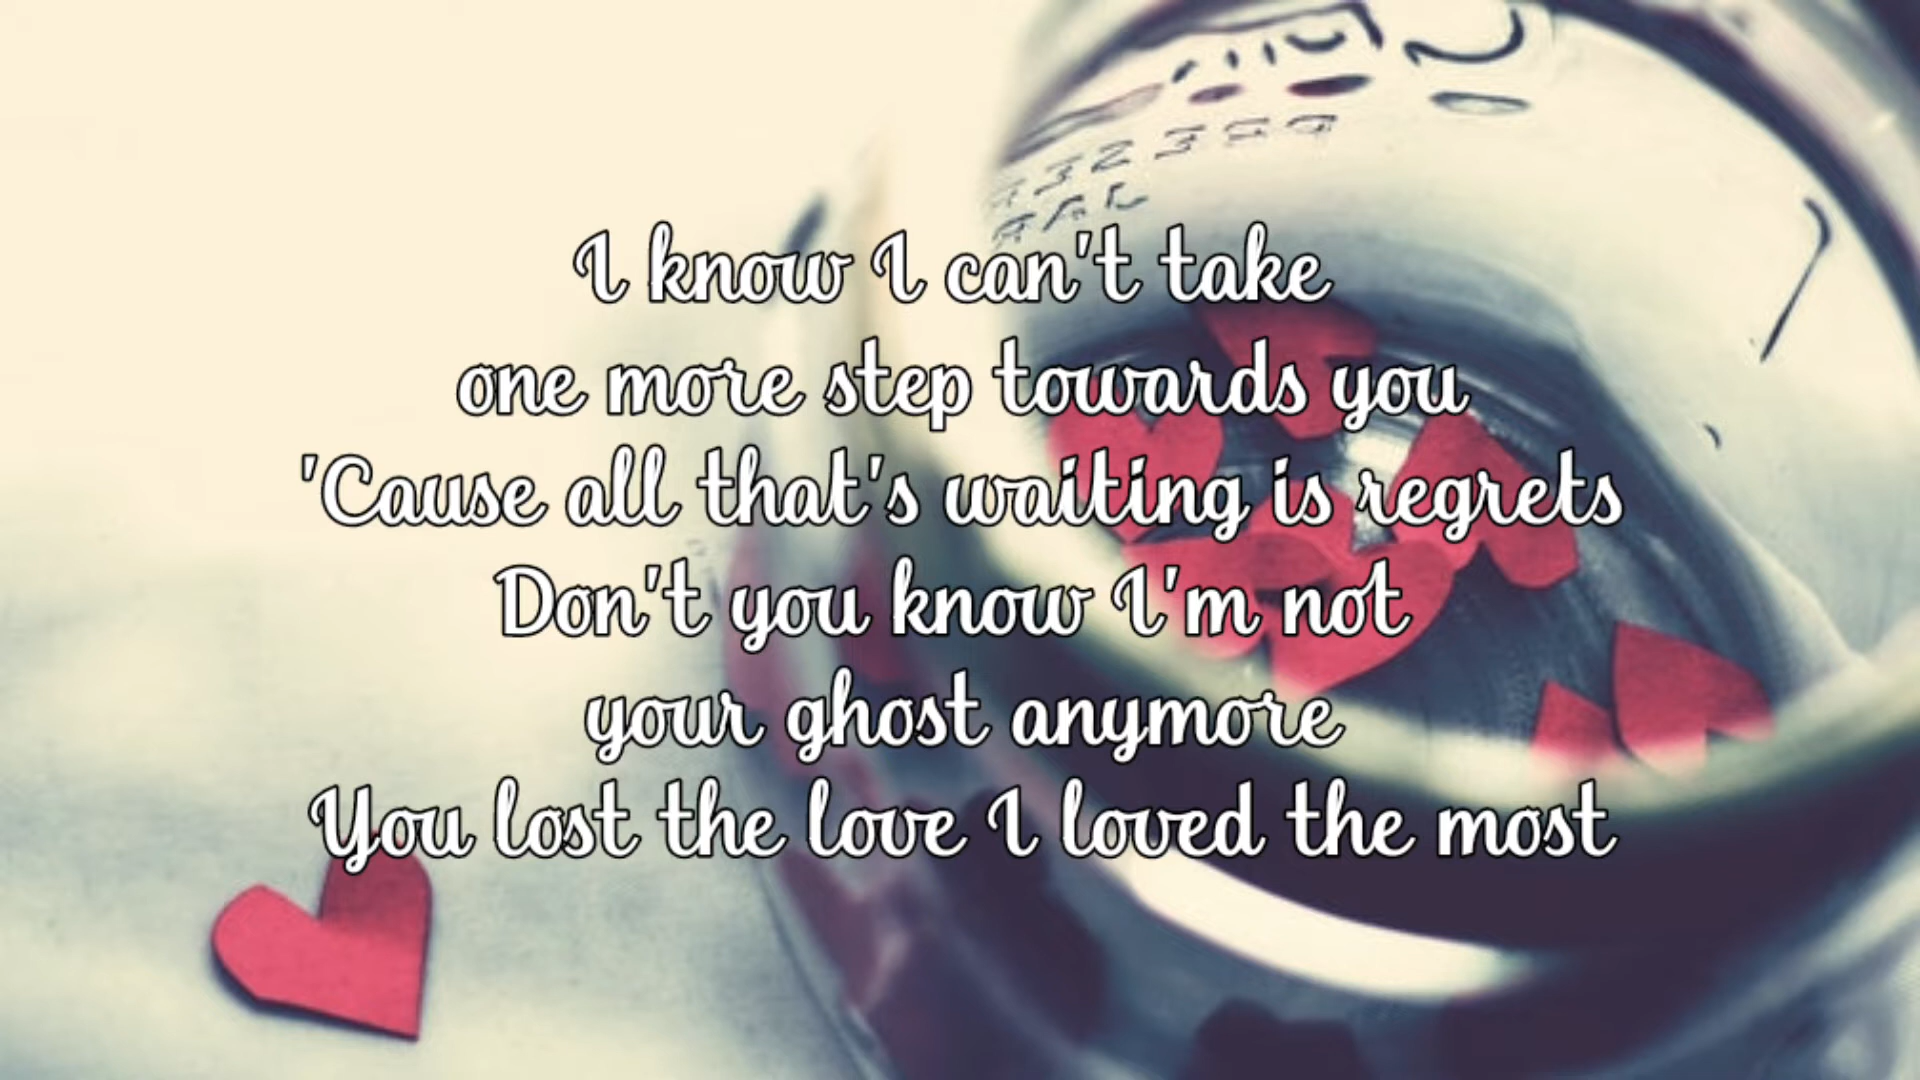 I know I can't take
one more step towards you
'Cause all that's waiting is regrets
Don't you know I'm not
your ghost anymore
You lost the love I loved the most